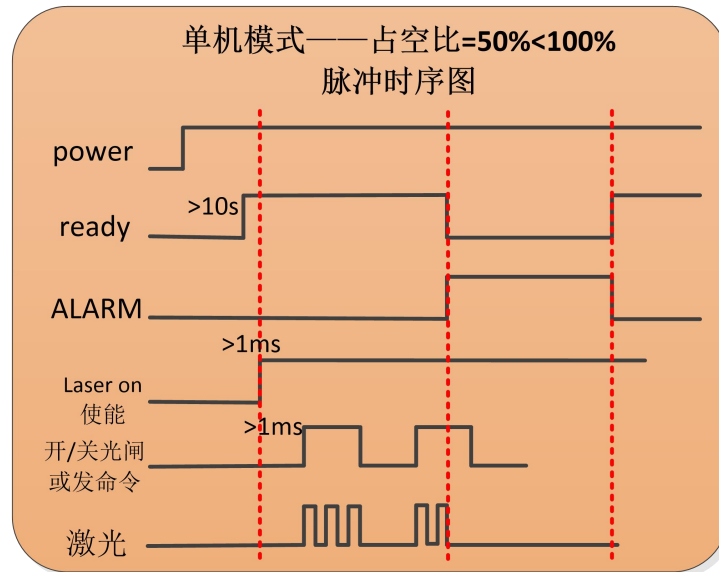 单机模式——占空比=50%<100%
脉冲时序图
power
>10s
ready
ALARM
>1ms
Laser on
使能
>1ms
开/关光闸
或发命令
激光